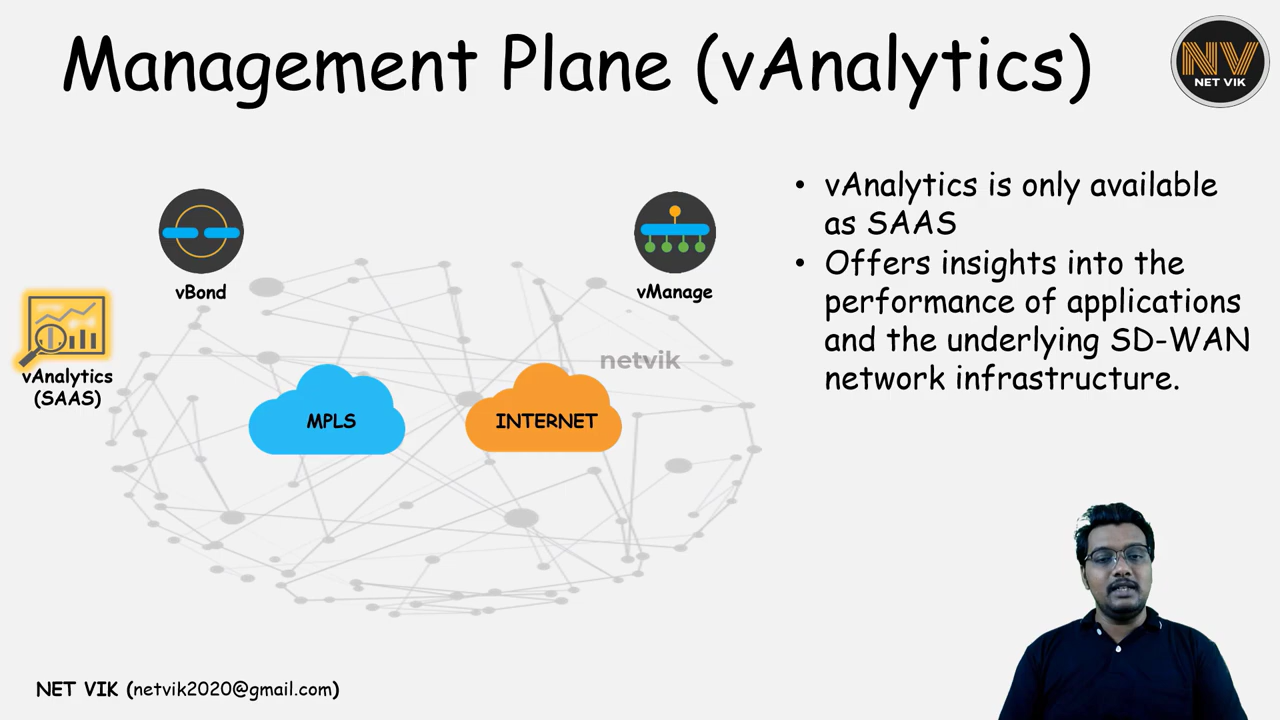 Management Plane (vAnalytics)
NV
NET VIK
vBond
vManage
vAnalytics
(SAAS)
netvik
MPLS
INTERNET
• vAnalytics is only available
as SAAS
• Offers insights into the
performance of applications
and the underlying SD-WAN
network infrastructure.
NET VIK (netvik2020@gmail.com)